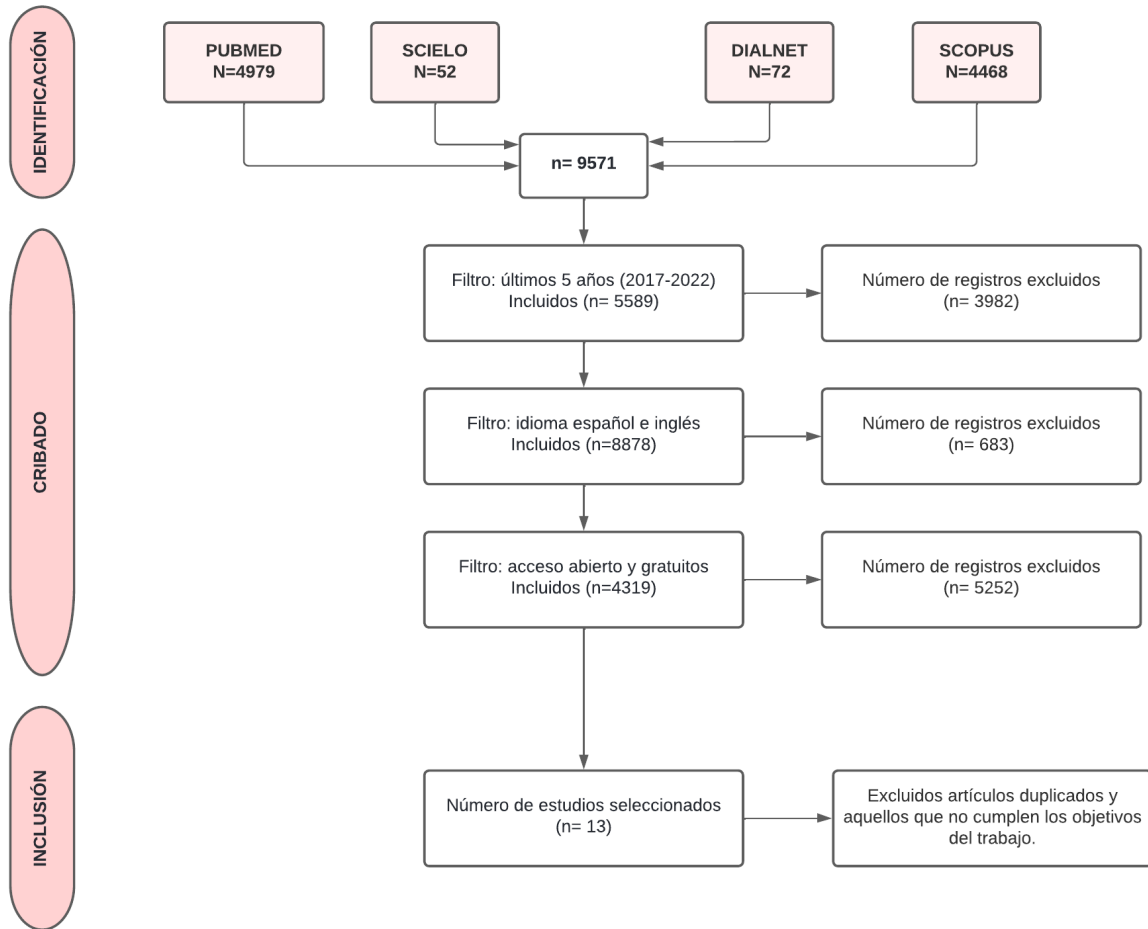 IDENTIFICACIÓN
PUBMED
N=4979
SCIELO
N=52
DIALNET
N=72
SCOPUS
N=4468
n= 9571
CRIBADO
Filtro: últimos 5 años (2017-2022)
Incluidos (n= 5589)
Número de registros excluidos
(n= 3982)
Filtro: idioma español e inglés
Incluidos (n=8878)
Número de registros excluidos
(n= 683)
Filtro: acceso abierto y gratuitos
Incluidos (n=4319)
Número de registros excluidos
(n= 5252)
INCLUSIÓN
Número de estudios seleccionados
(n= 13)
Excluidos artículos duplicados y
aquellos que no cumplen los objetivos
del trabajo.